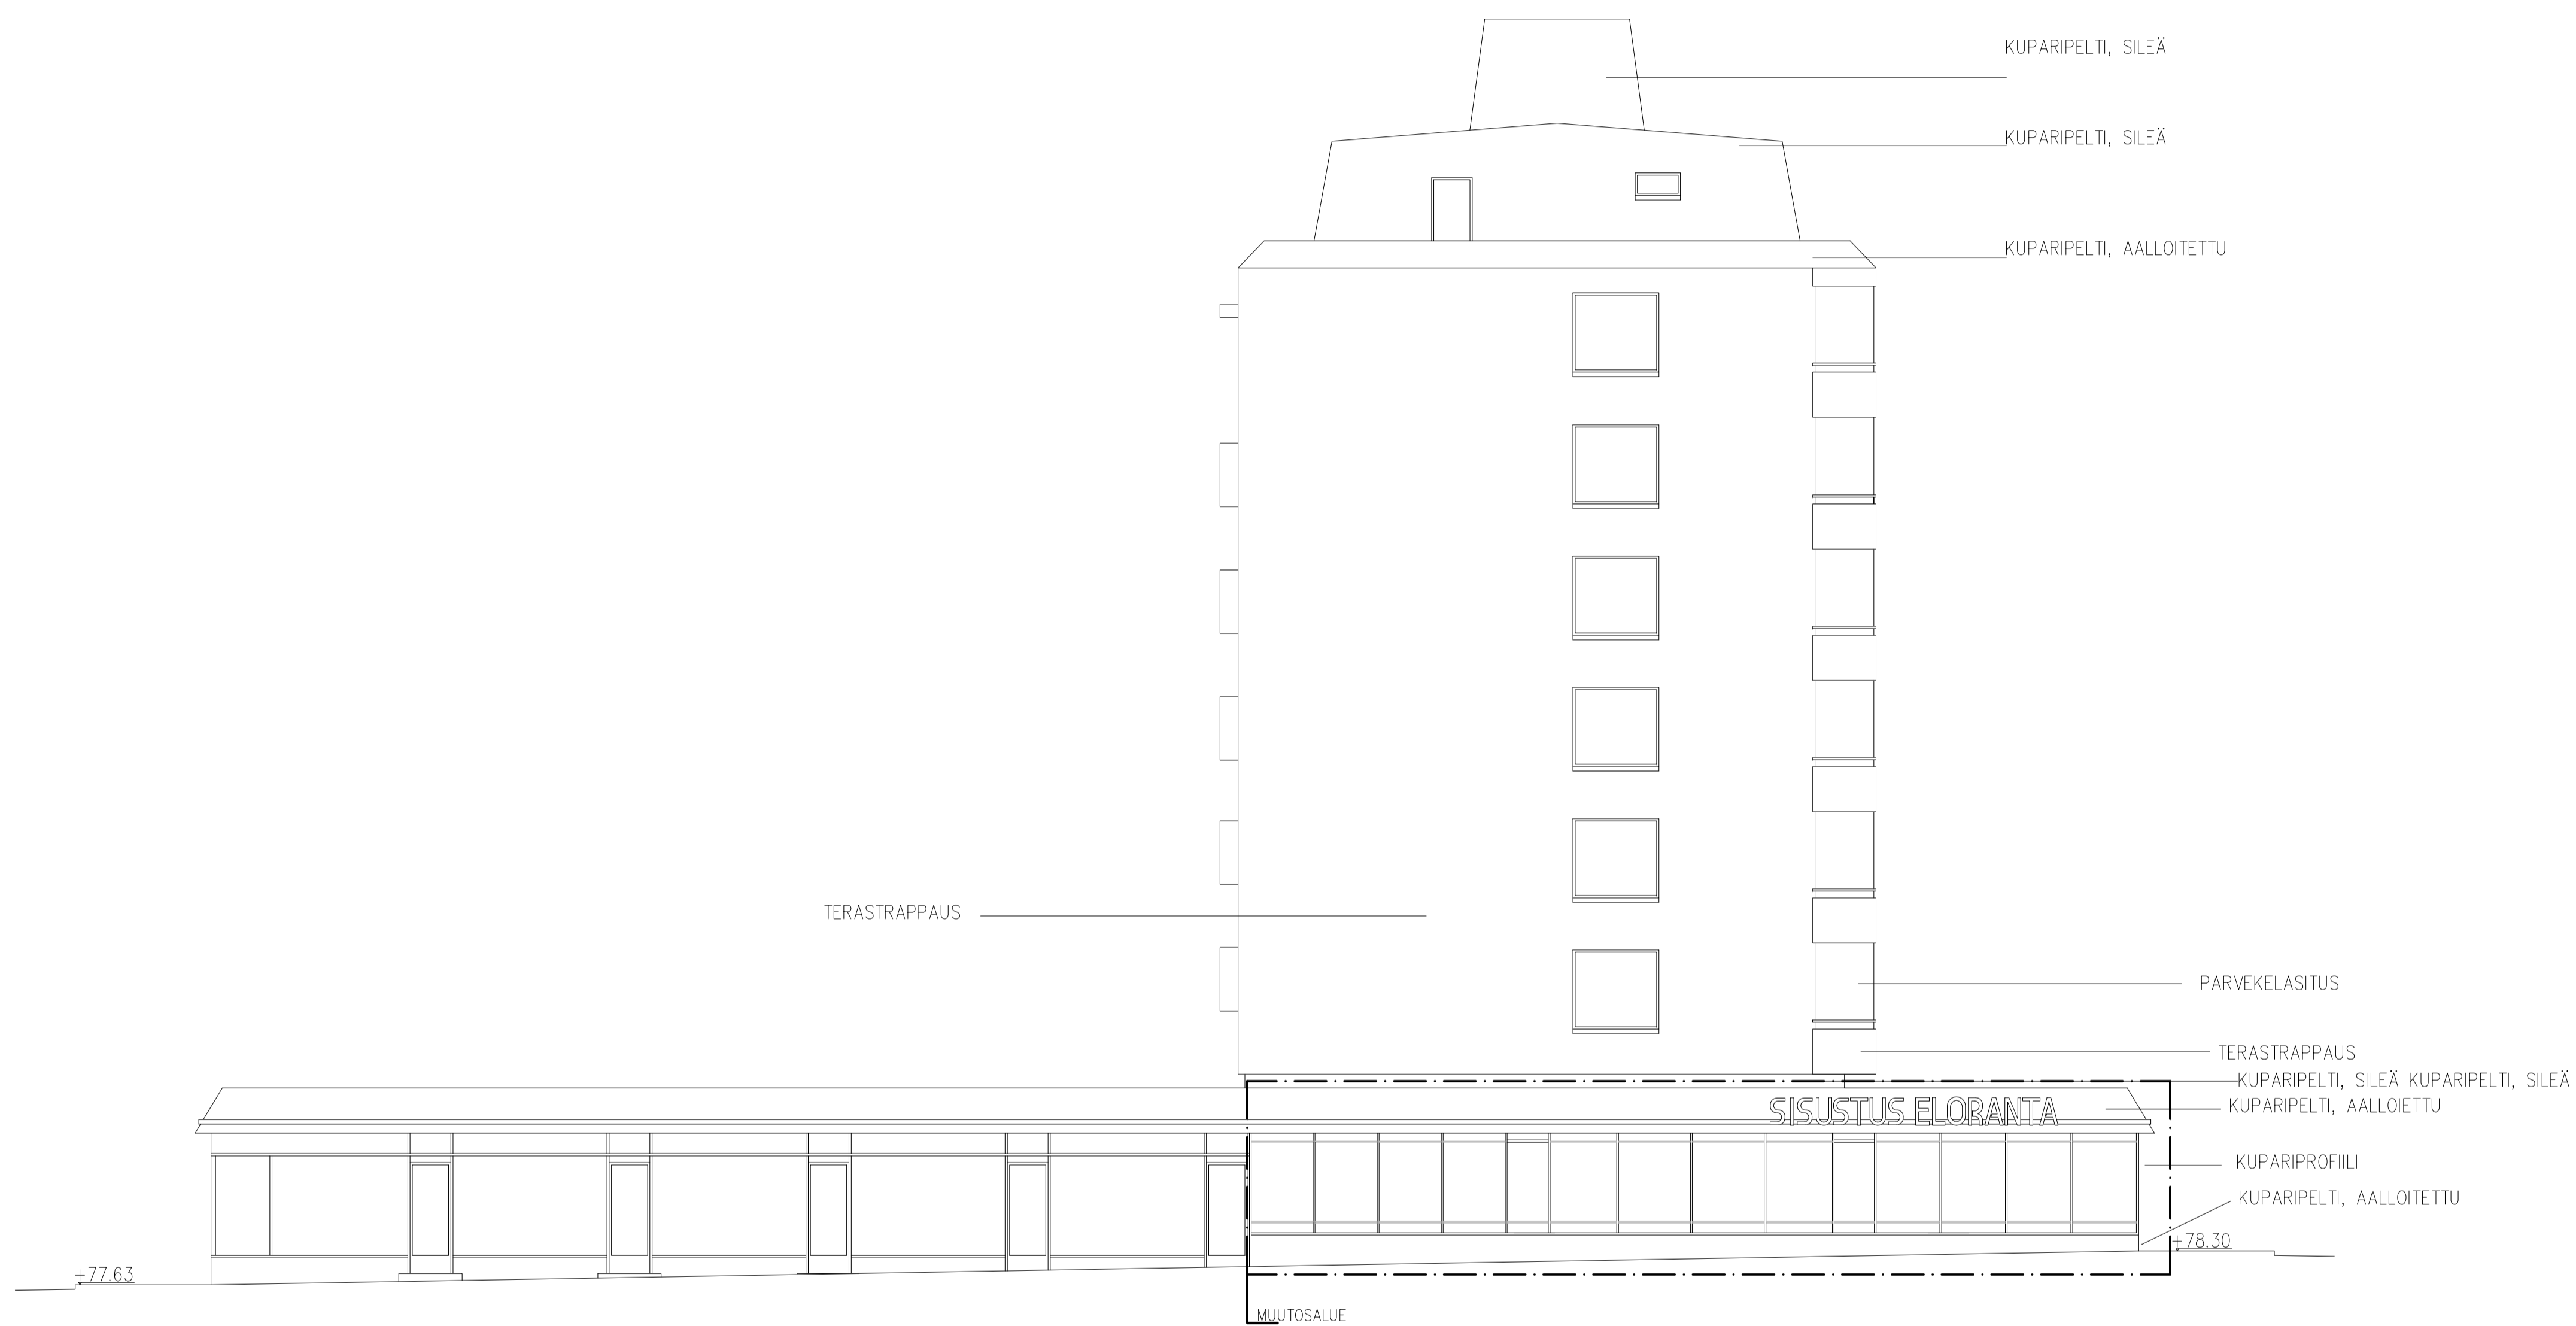 KUPARIPELTI, SILEÄ
KUPARIPELTI, SILEÄ
KUPARIPELTI, AALLOITETTU
TERASTRAPPAUS
PARVEKELASITUS
TERASTRAPPAUS
KUPARIPELTI, SILEÄ KUPARIPELTI, SILEÄ
KUPARIPELTI, AALLOIETTU
SISUSTUS ELORANTA
KUPARIPROFIILI
KUPARIPELTI, AALLOITETTU
+78.30
+77.63
MUUTOSALUE